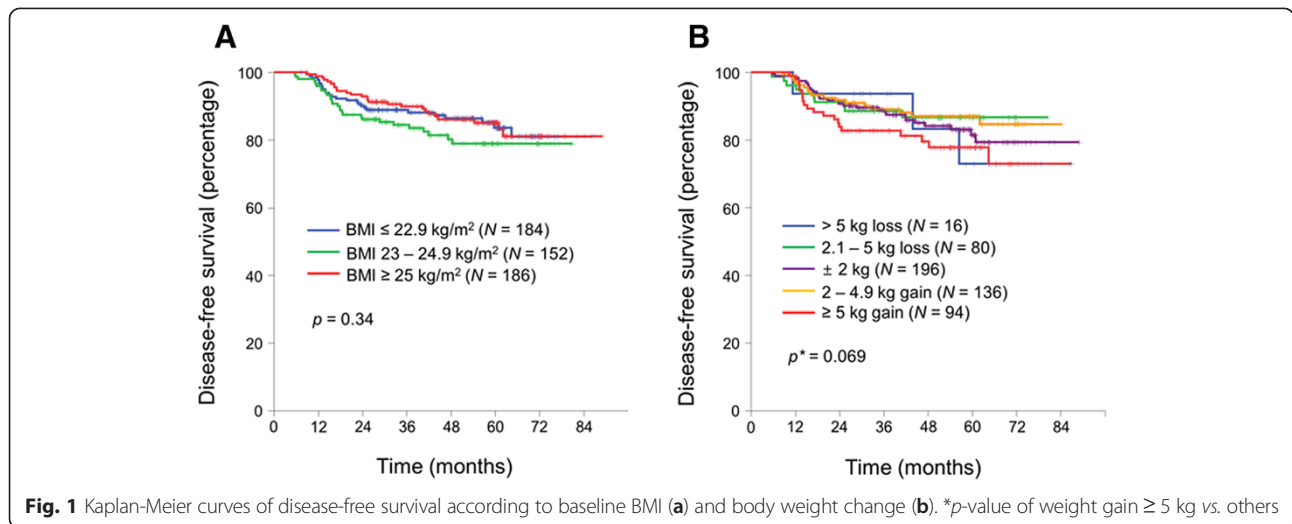 A
Disease-free survival (percentage)
100
80
60
40
20
0
BMI ≤ 22.9 kg/m² (N = 184)
BMI 23 – 24.9 kg/m² (N = 152)
BMI ≥ 25 kg/m² (N = 186)
p = 0.34
0 12 24 36 48 60 72 84
Time (months)
B
Disease-free survival (percentage)
100
80
60
40
20
0
> 5 kg loss (N = 16)
2.1 – 5 kg loss (N = 80)
± 2 kg (N = 196)
2 – 4.9 kg gain (N = 136)
≥ 5 kg gain (N = 94)
p* = 0.069
0 12 24 36 48 60 72 84
Time (months)
Fig. 1 Kaplan-Meier curves of disease-free survival according to baseline BMI (a) and body weight change (b). *p-value of weight gain ≥ 5 kg vs. others